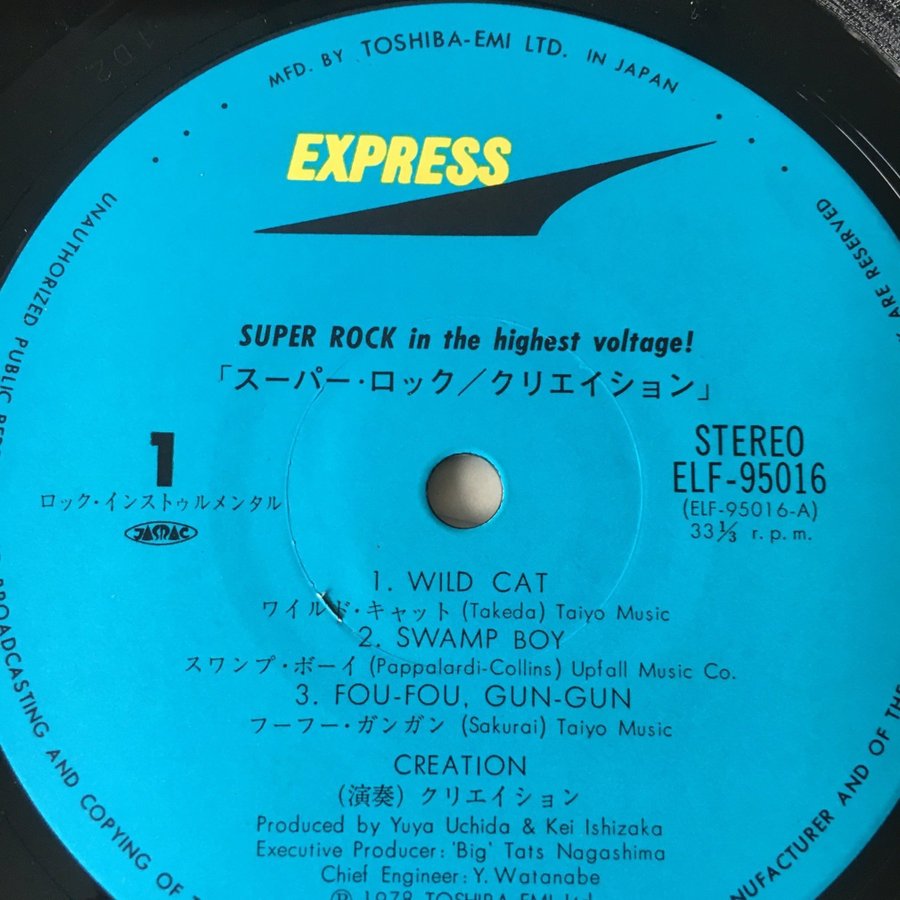 MFD. BY TOSHIBA-EMI LTD. IN JAPAN
EXPRESS
SUPER ROCK in the highest voltage!
「スーパー・ロック／クリエイション」
1
ロック・インストゥルメンタル
JASRAC
STEREO
ELF-95016
(ELF-95016-A)
33 1/3 r.p.m.
1. WILD CAT
ワイルド・キャット (Takeda) Taiyo Music
2. SWAMP BOY
スワンプ・ボーイ (Pappalardi-Collins) Upfall Music Co.
3. FOU-FOU, GUN-GUN
フーフー・ガンガン (Sakurai) Taiyo Music
CREATION
(演奏) クリエイション
Produced by Yuya Uchida & Kei Ishizaka
Executive Producer: 'Big' Tats Nagashima
Chief Engineer: Y. Watanabe
Ⓟ 1978 TOSHIBA-EMI Ltd.
UNAUTHORIZED PUBLIC
BROADCASTING AND COPYING OF
MANUFACTURER AND OF THE
ARE RESERVED